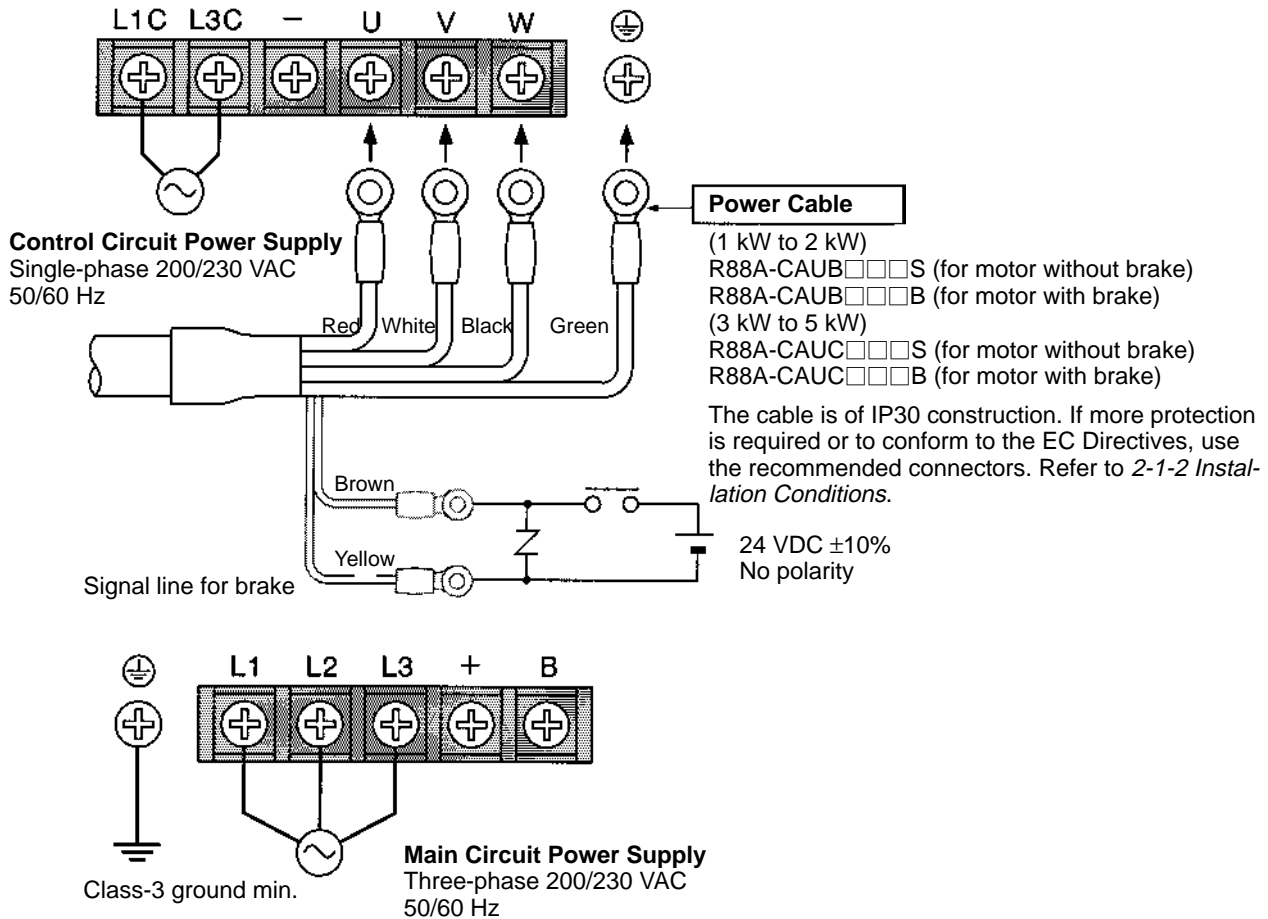 L1C L3C − U V W
Power Cable
(1 kW to 2 kW)
R88A-CAUB□□□S (for motor without brake)
R88A-CAUB□□□B (for motor with brake)
(3 kW to 5 kW)
R88A-CAUC□□□S (for motor without brake)
R88A-CAUC□□□B (for motor with brake)
The cable is of IP30 construction. If more protection
is required or to conform to the EC Directives, use
the recommended connectors. Refer to 2-1-2 Instal-
lation Conditions.
Control Circuit Power Supply
Single-phase 200/230 VAC
50/60 Hz
Red White Black Green
Brown
Yellow
24 VDC ±10%
No polarity
Signal line for brake
L1 L2 L3 + B
Class-3 ground min.
Main Circuit Power Supply
Three-phase 200/230 VAC
50/60 Hz